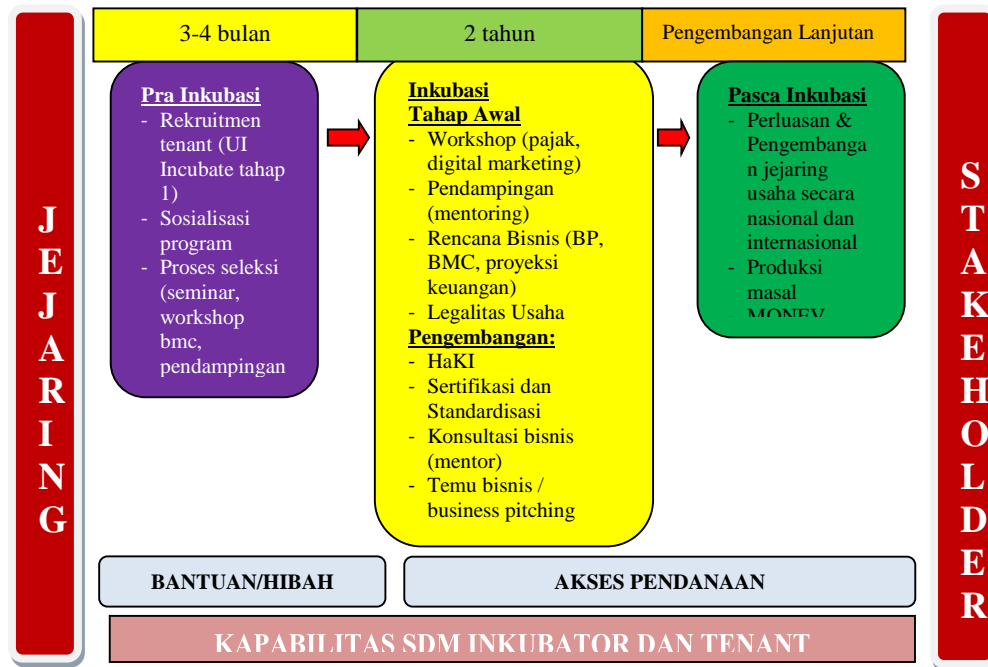 JEJARING
3-4 bulan
2 tahun
Pengembangan Lanjutan
Pra Inkubasi
- Rekruitmen
tenant (UI
Incubate tahap
1)
- Sosialisasi
program
- Proses seleksi
(seminar,
workshop
bmc,
pendampingan
Inkubasi
Tahap Awal
- Workshop (pajak,
digital marketing)
- Pendampingan
(mentoring)
- Rencana Bisnis (BP,
BMC, proyeksi
keuangan)
- Legalitas Usaha
Pengembangan:
- HaKI
- Sertifikasi dan
Standardisasi
- Konsultasi bisnis
(mentor)
- Temu bisnis /
business pitching
Pasca Inkubasi
- Perluasan &
Pengembanga
n jejaring
usaha secara
nasional dan
internasional
- Produksi
masal
- MONEV
STAKEHOLDER
BANTUAN/HIBAH
AKSES PENDANAAN
KAPABILITAS SDM INKUBATOR DAN TENANT